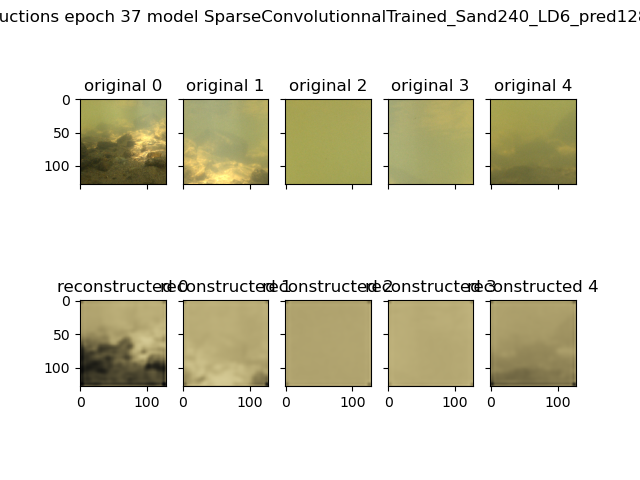 uctions epoch 37 model SparseConvolutionnalTrained_Sand240_LD6_pred128
original 0 original 1 original 2 original 3 original 4
0
50
100
reconstructed 0 reconstructed 1 reconstructed 2 reconstructed 3 reconstructed 4
0
50
100
0 100 0 100 0 100 0 100 0 100